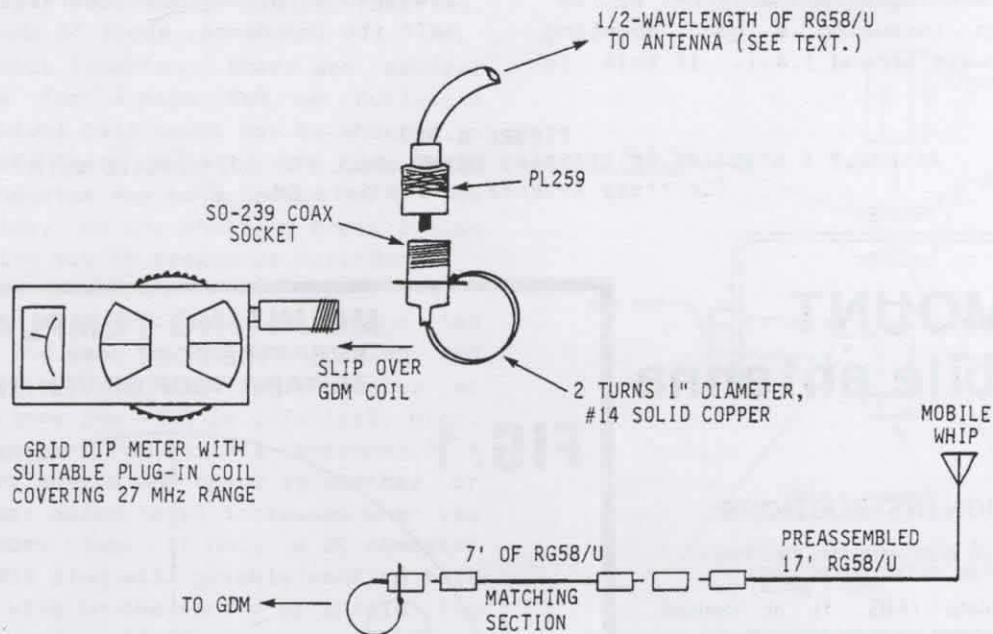 1/2-WAVELENGTH OF RG58/U
TO ANTENNA (SEE TEXT.)
PL259
SO-239 COAX
SOCKET
SLIP OVER
GDM COIL
2 TURNS 1" DIAMETER,
#14 SOLID COPPER
GRID DIP METER WITH
SUITABLE PLUG-IN COIL
COVERING 27 MHz RANGE
MOBILE
WHIP
7' OF RG58/U
MATCHING
SECTION
PREASSEMBLED
17' RG58/U
TO GDM